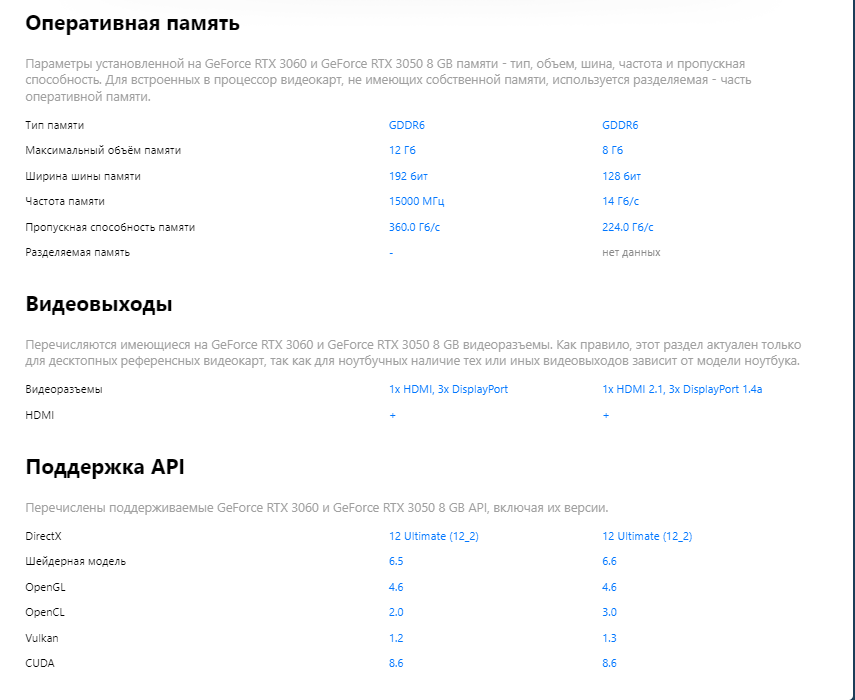 Оперативная память
Параметры установленной на GeForce RTX 3060 и GeForce RTX 3050 8 GB памяти - тип, объем, шина, частота и пропускная
способность. Для встроенных в процессор видеокарт, не имеющих собственной памяти, используется разделяемая - часть
оперативной памяти.
Тип памяти GDDR6 GDDR6
Максимальный объём памяти 12 Гб 8 Гб
Ширина шины памяти 192 бит 128 бит
Частота памяти 15000 МГц 14 Гб/с
Пропускная способность памяти 360.0 Гб/с 224.0 Гб/с
Разделяемая память - нет данных
Видеовыходы
Перечисляются имеющиеся на GeForce RTX 3060 и GeForce RTX 3050 8 GB видеоразъемы. Как правило, этот раздел актуален только
для десктопных референсных видеокарт, так как для ноутбучных наличие тех или иных видеовыходов зависит от модели ноутбука.
Видеоразъемы 1x HDMI, 3x DisplayPort 1x HDMI 2.1, 3x DisplayPort 1.4a
HDMI + +
Поддержка API
Перечислены поддерживаемые GeForce RTX 3060 и GeForce RTX 3050 8 GB API, включая их версии.
DirectX 12 Ultimate (12_2) 12 Ultimate (12_2)
Шейдерная модель 6.5 6.6
OpenGL 4.6 4.6
OpenCL 2.0 3.0
Vulkan 1.2 1.3
CUDA 8.6 8.6